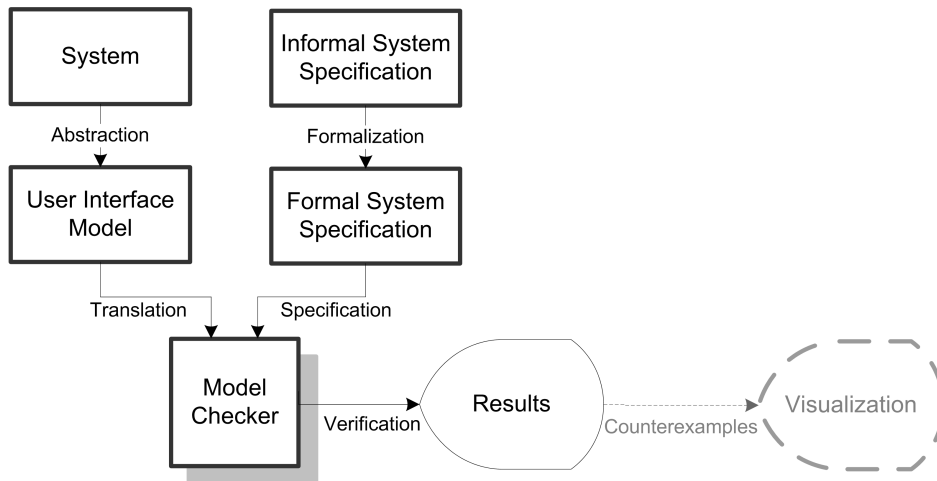 System
Informal System
Specification
Abstraction
Formalization
User Interface
Model
Formal System
Specification
Translation
Specification
Model
Checker
Verification
Results
Counterexamples
Visualization